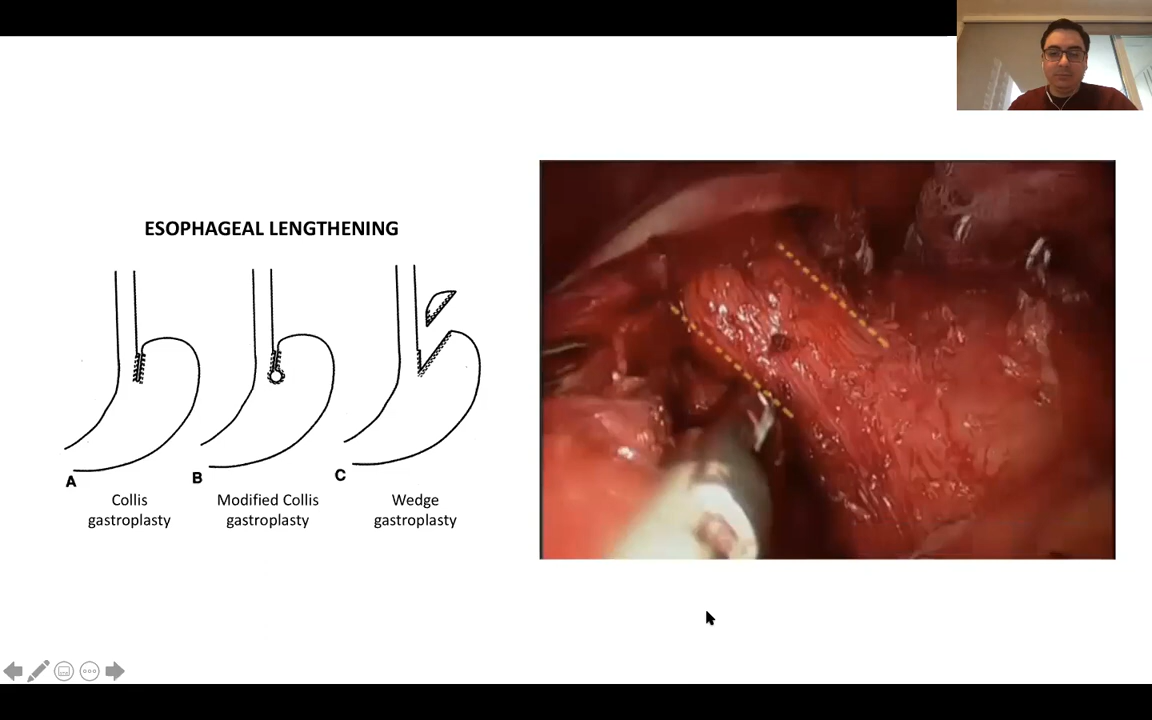 ESOPHAGEAL LENGTHENING
A
Collis
gastroplasty
B
Modified Collis
gastroplasty
C
Wedge
gastroplasty